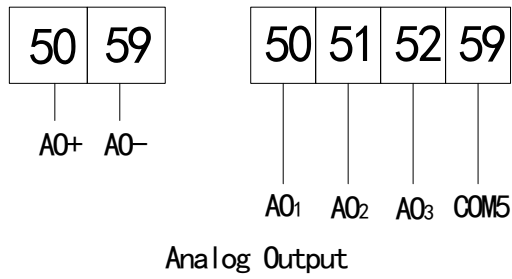 50 59 50 51 52 59
AO+ AO−
AO1 AO2 AO3 COM5
Analog Output